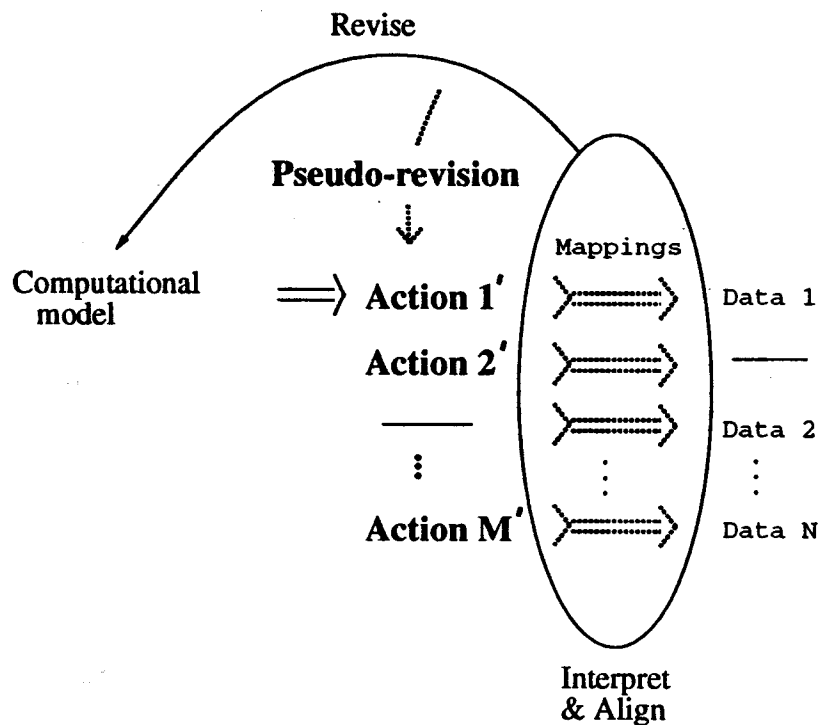 Revise
Pseudo-revision
Mappings
Computational
model
Action 1′
Data 1
Action 2′
Data 2
Action M′
Data N
Interpret
& Align